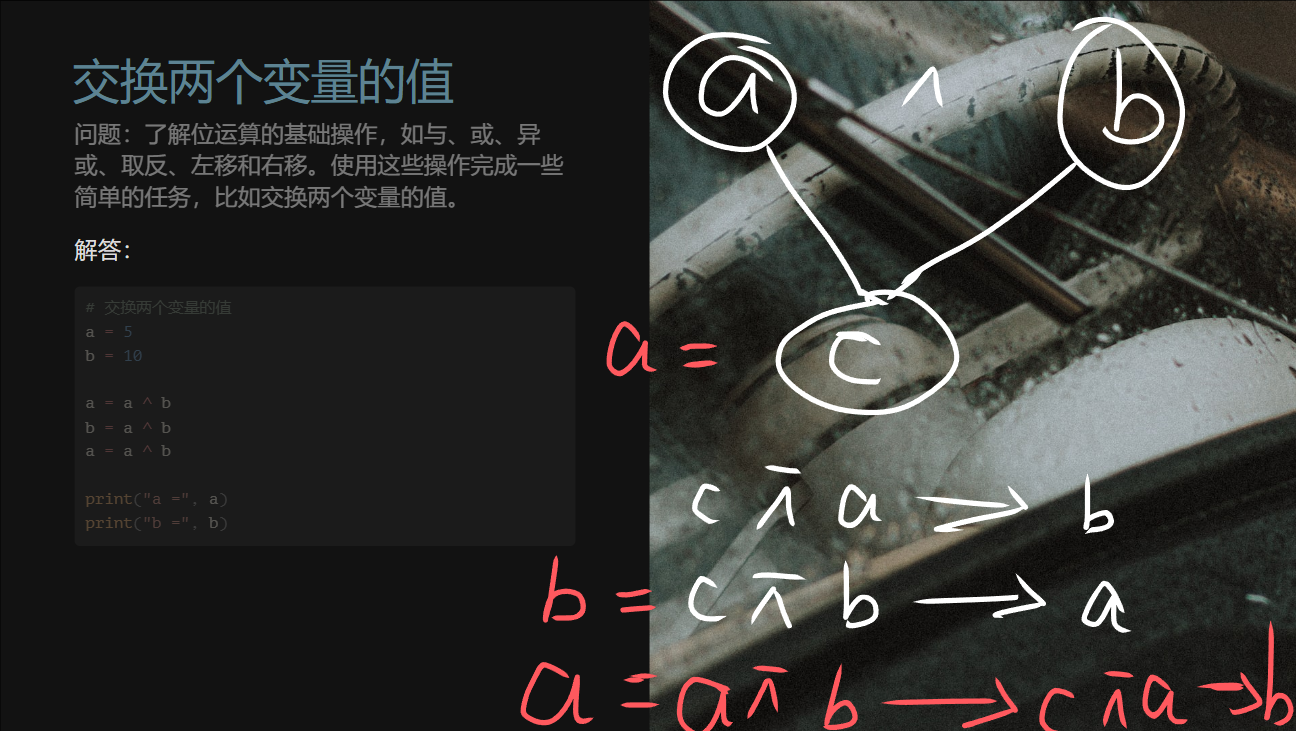 交换两个变量的值
问题：了解位运算的基础操作，如与、或、异
或、取反、左移和右移。使用这些操作完成一些
简单的任务，比如交换两个变量的值。
解答：
# 交换两个变量的值
a = 5
b = 10
a = a ^ b
b = a ^ b
a = a ^ b
print("a =", a)
print("b =", b)
a ^ b
a = c
c ^ a → b
b = c ^ b → a
a = a ^ b → c ^ a → b